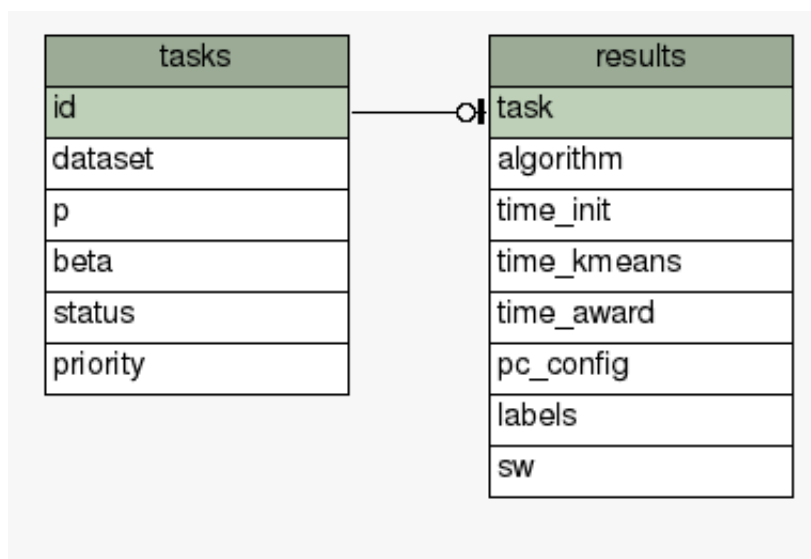 tasks
id
dataset
p
beta
status
priority
results
task
algorithm
time_init
time_kmeans
time_award
pc_config
labels
sw